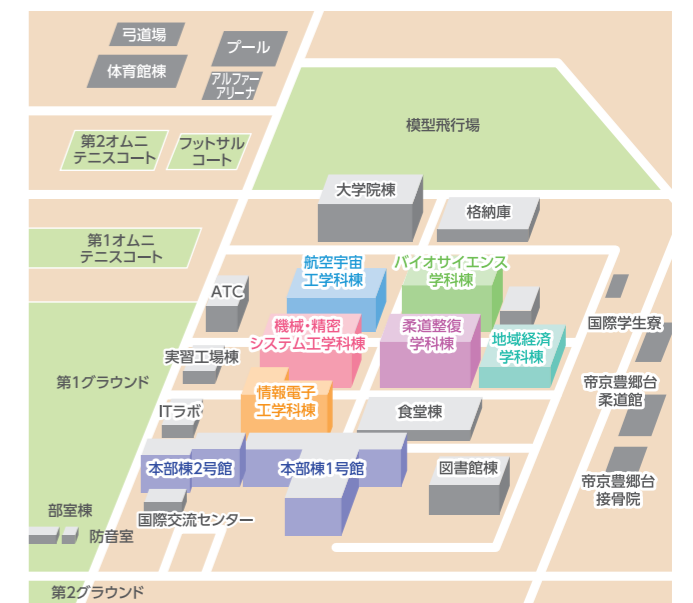 弓道場
プール
体育館棟
アルファー
アリーナ
第2オムニ
テニスコート
フットサル
コート
模型飛行場
大学院棟
格納庫
第1オムニ
テニスコート
航空宇宙
工学科棟
バイオサイエンス
学科棟
ATC
機械・精密
システム工学科棟
柔道整復
学科棟
地域経済
学科棟
国際学生寮
実習工場棟
第1グラウンド
情報電子
工学科棟
帝京豊郷台
柔道館
ITラボ
食堂棟
本部棟2号館
本部棟1号館
図書館棟
帝京豊郷台
接骨院
部室棟
国際交流センター
防音室
第2グラウンド